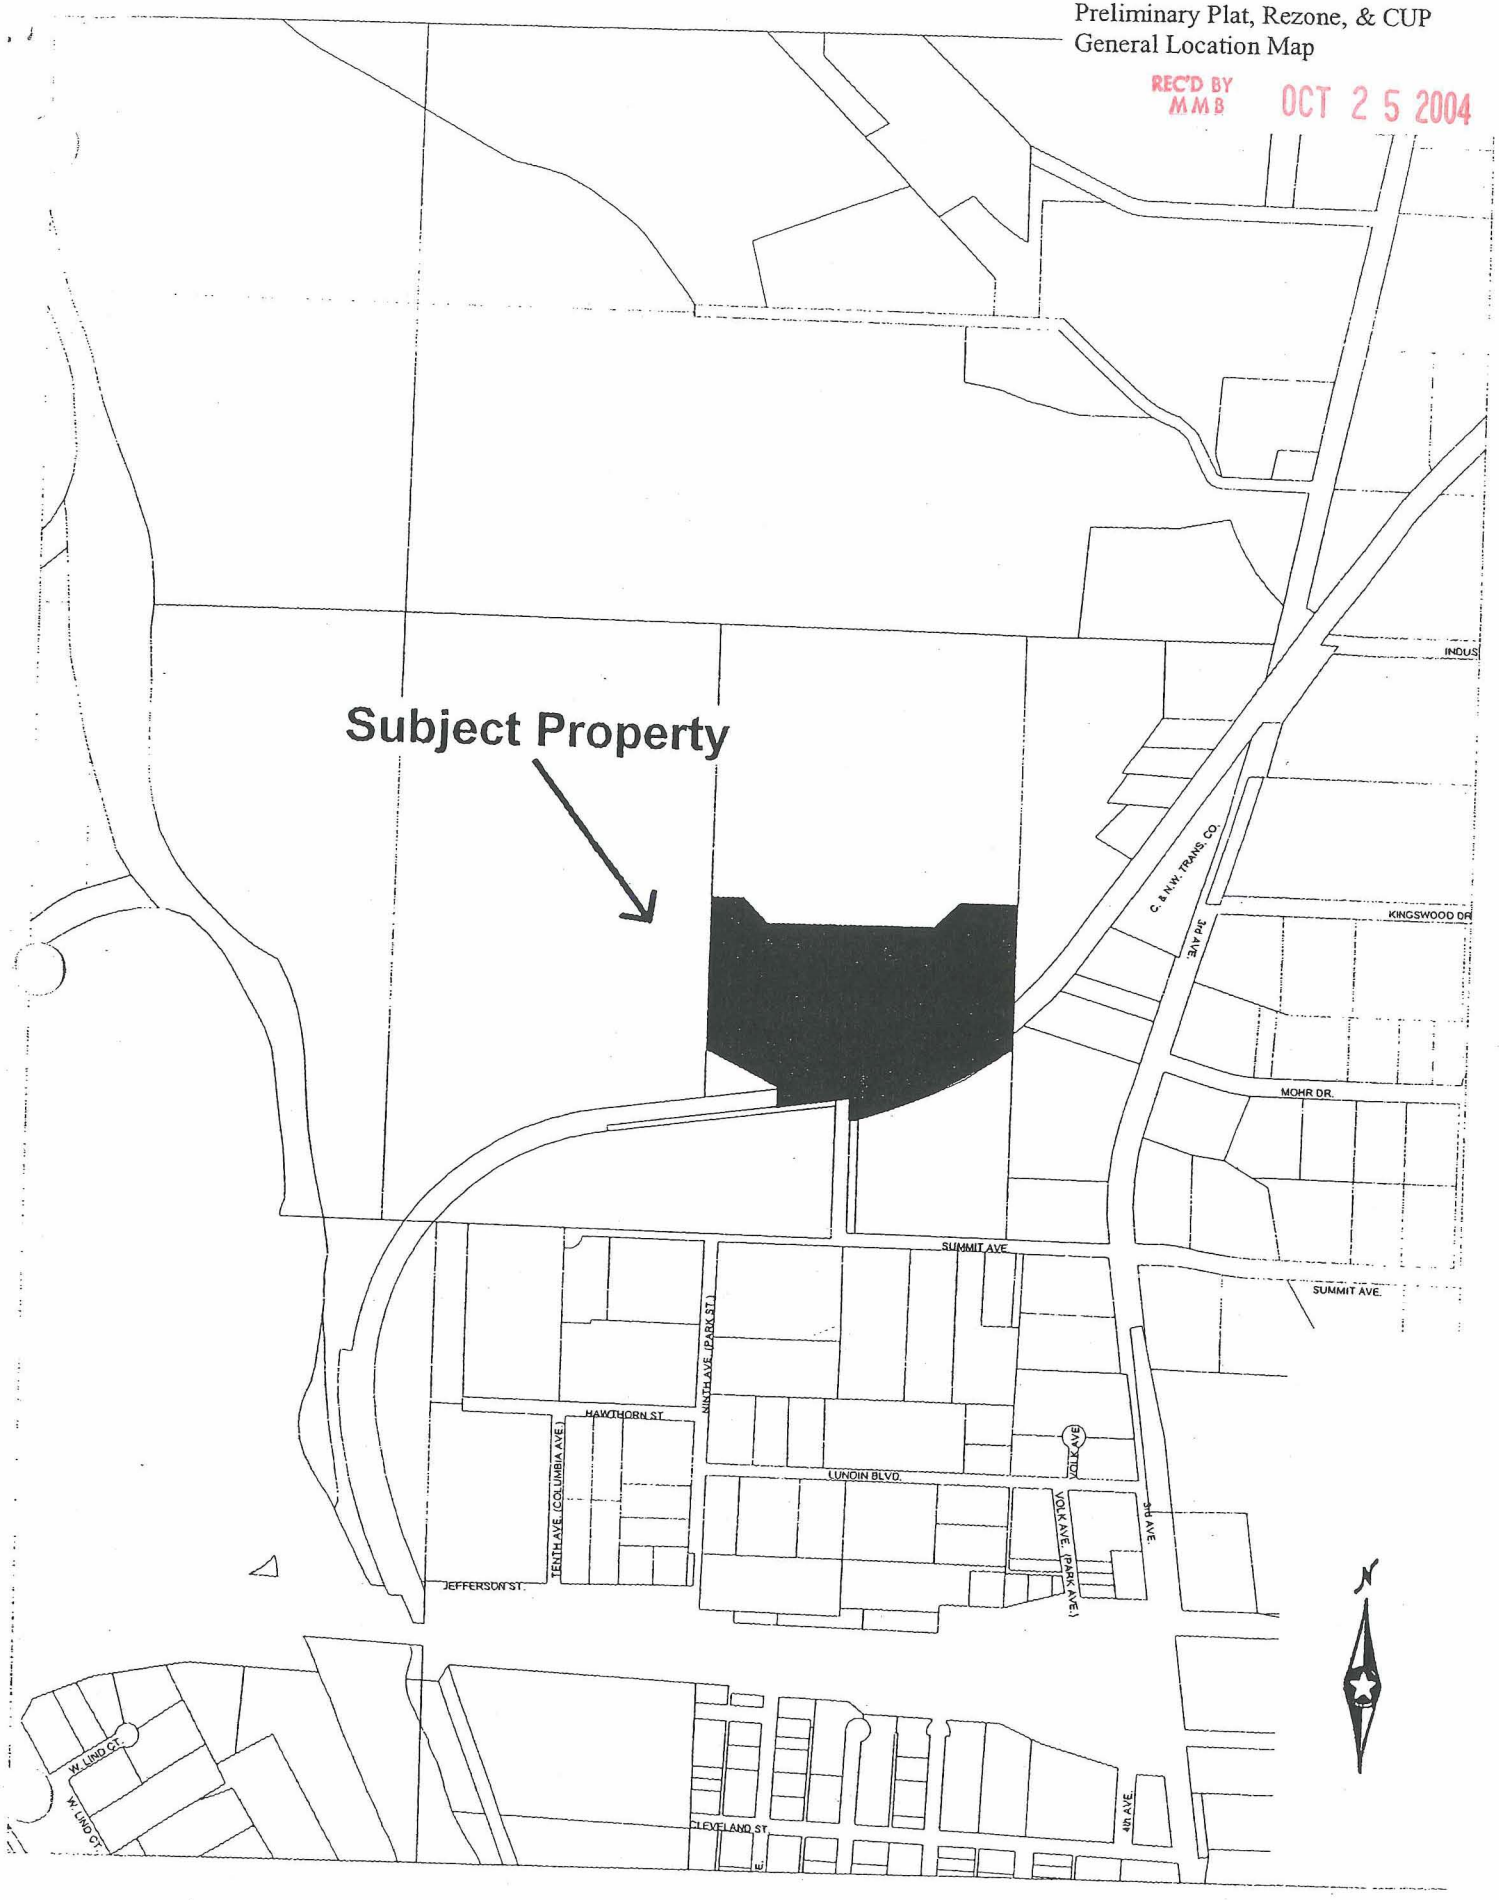 Preliminary Plat, Rezone, & CUP
General Location Map
REC'D BY
MMB
OCT 25 2004
INDUS
Subject Property
C. & N.W. TRANS. CO.
KINGSWOOD DR
3rd AVE.
MOHR DR.
SUMMIT AVE
SUMMIT AVE.
NINTH AVE. (PARK ST.)
HAWTHORN ST
TENTH AVE. (COLUMBIA AVE.)
VOLK AVE
LUNDIN BLVD.
VOLK AVE. (PARK AVE.)
3rd AVE.
JEFFERSON ST.
N
W. LIND CT.
W. LIND CT.
4th AVE.
CLEVELAND ST.
E.